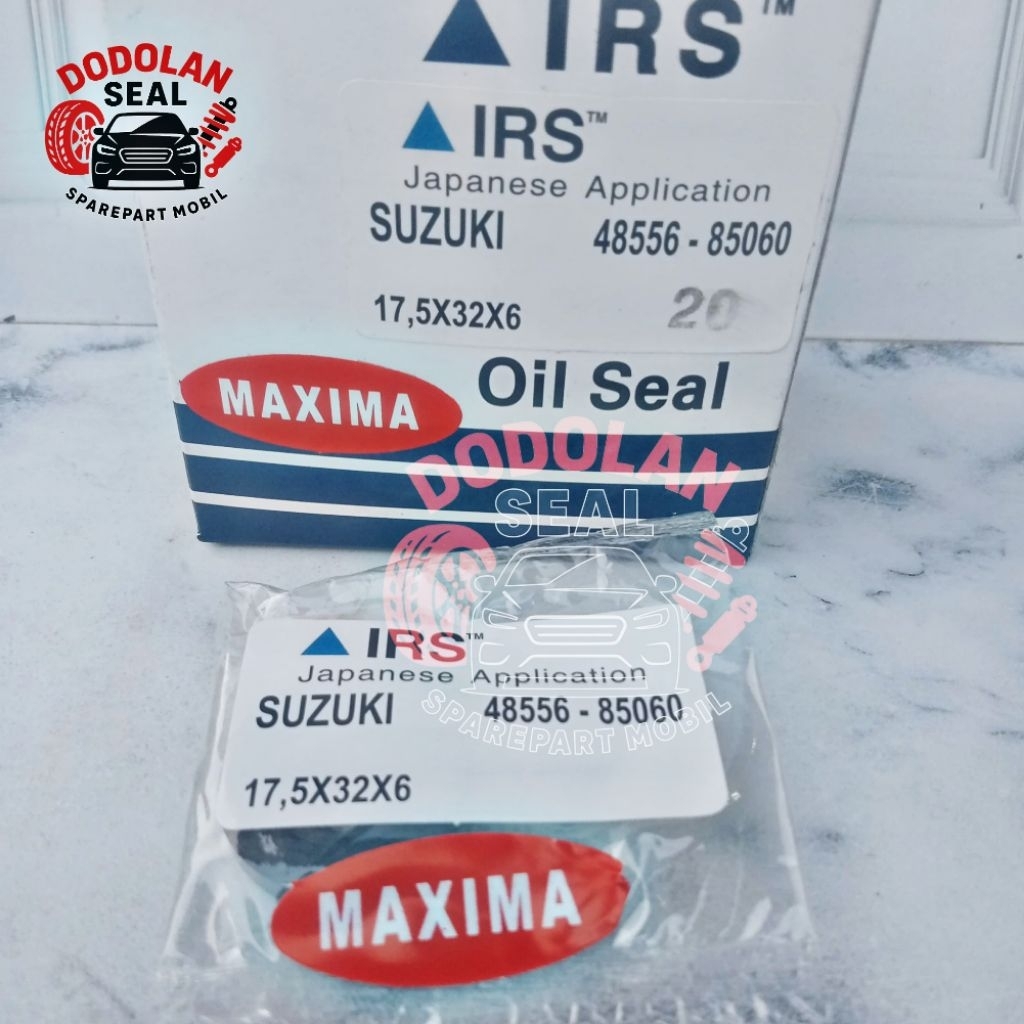 DODOLAN
SEAL
SPAREPART MOBIL
IRS™
IRS™
Japanese Application
SUZUKI 48556 - 85060
17,5X32X6 20
MAXIMA Oil Seal
DODOLAN
SEAL
SPAREPART MOBIL
IRS™
Japanese Application
SUZUKI 48556 - 85060
17,5X32X6
MAXIMA